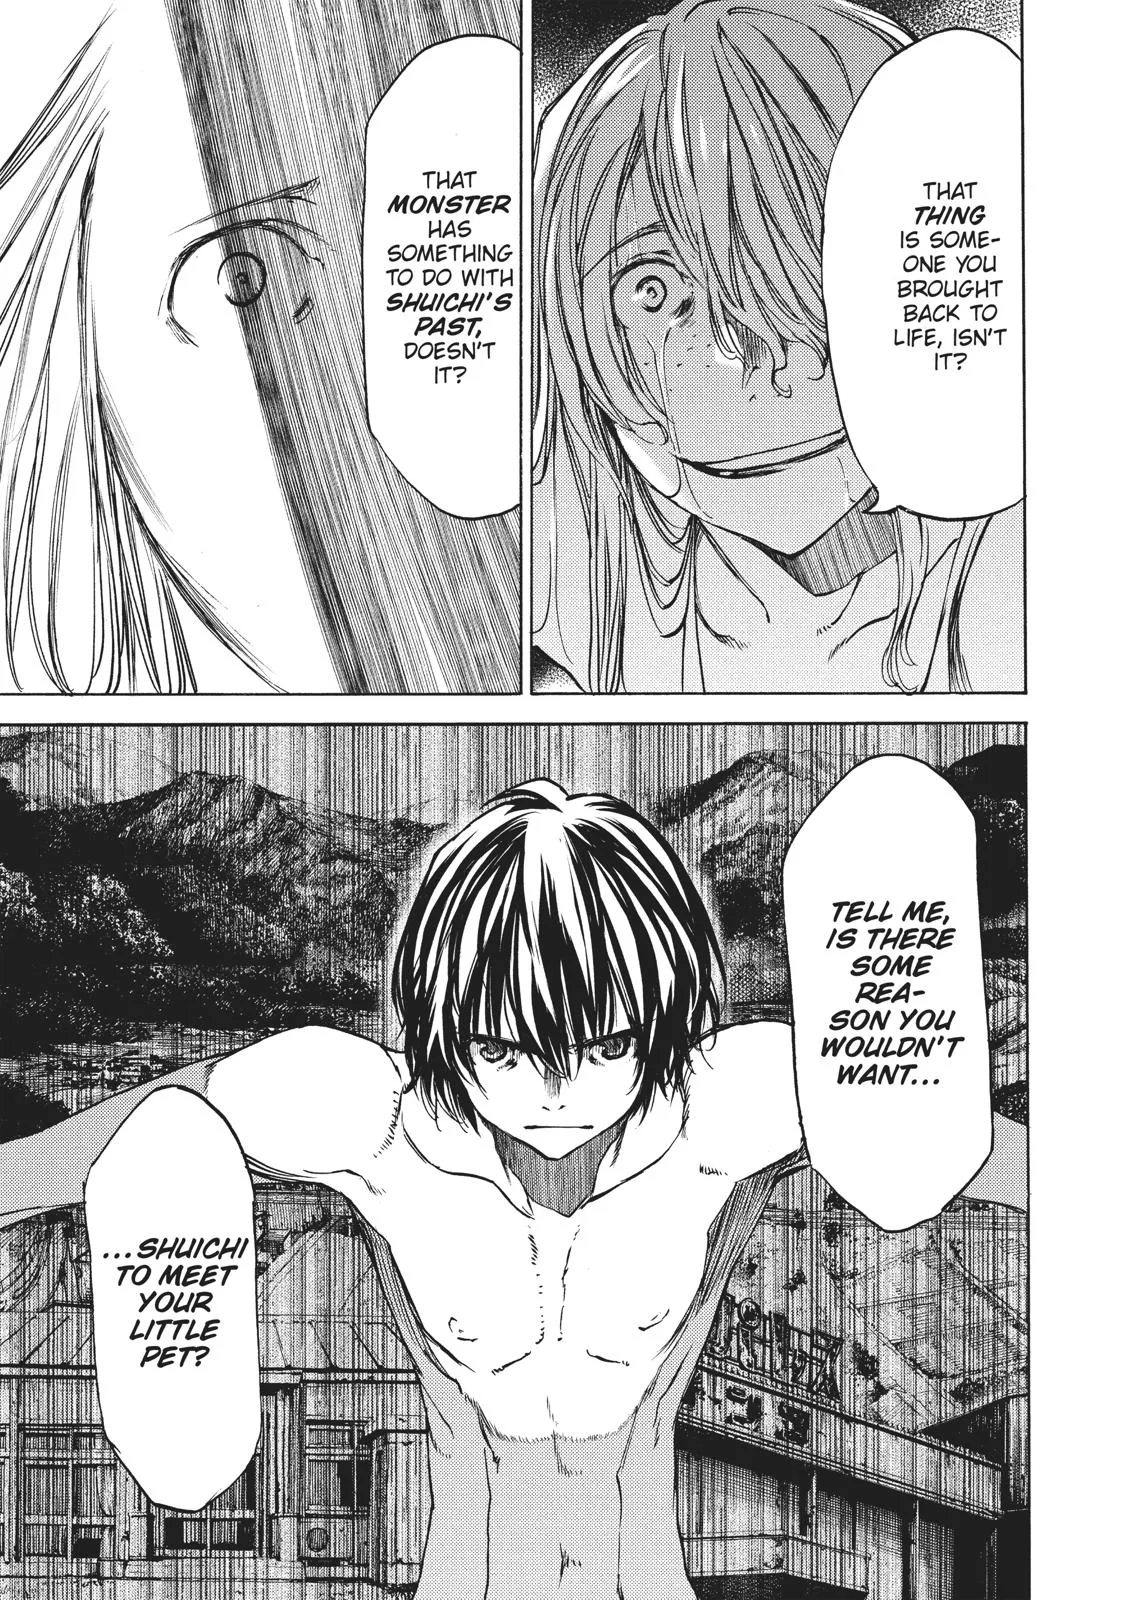 THAT
THING
IS SOME-
ONE YOU
BROUGHT
BACK TO
LIFE, ISN'T
IT?
THAT
MONSTER
HAS
SOMETHING
TO DO WITH
SHUICHI'S
PAST,
DOESN'T
IT?
TELL ME,
IS THERE
SOME
REA-
SON YOU
WOULDN'T
WANT...
...SHUICHI
TO MEET
YOUR
LITTLE
PET?